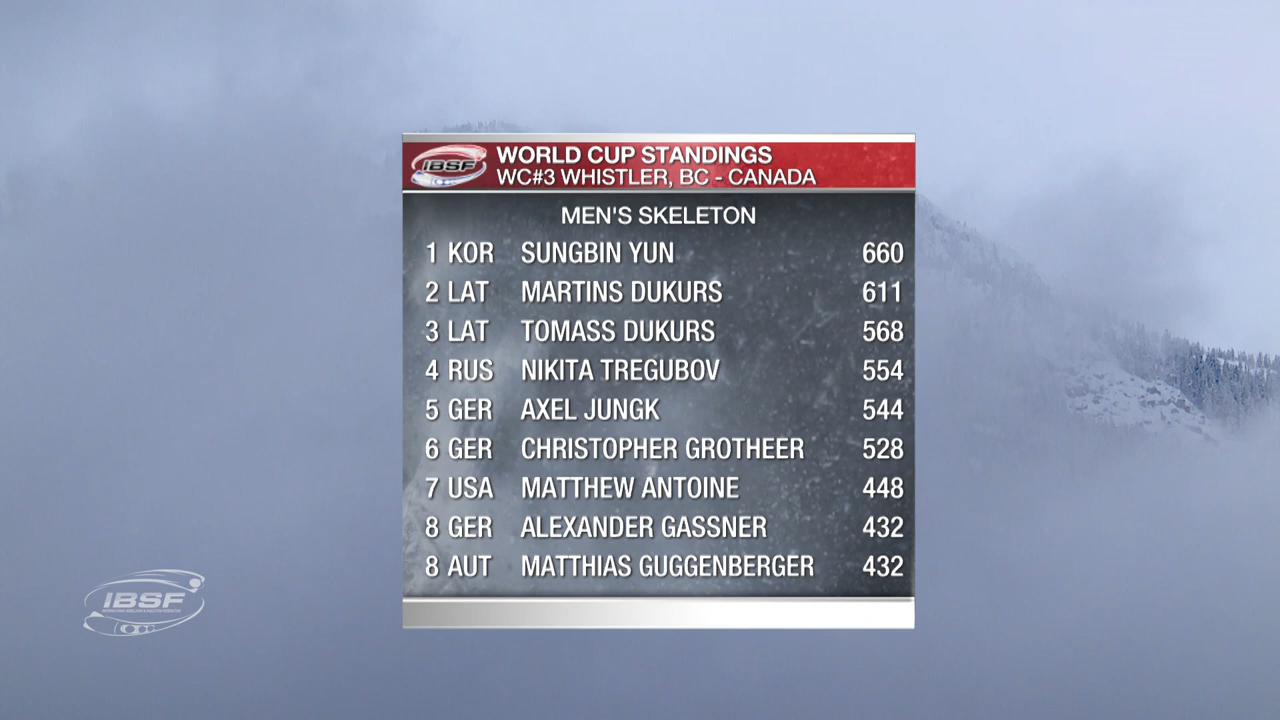 IBSF
WORLD CUP STANDINGS
WC#3 WHISTLER, BC - CANADA
MEN'S SKELETON
1 KOR SUNGBIN YUN 660
2 LAT MARTINS DUKURS 611
3 LAT TOMASS DUKURS 568
4 RUS NIKITA TREGUBOV 554
5 GER AXEL JUNGK 544
6 GER CHRISTOPHER GROTHEER 528
7 USA MATTHEW ANTOINE 448
8 GER ALEXANDER GASSNER 432
8 AUT MATTHIAS GUGGENBERGER 432
IBSF